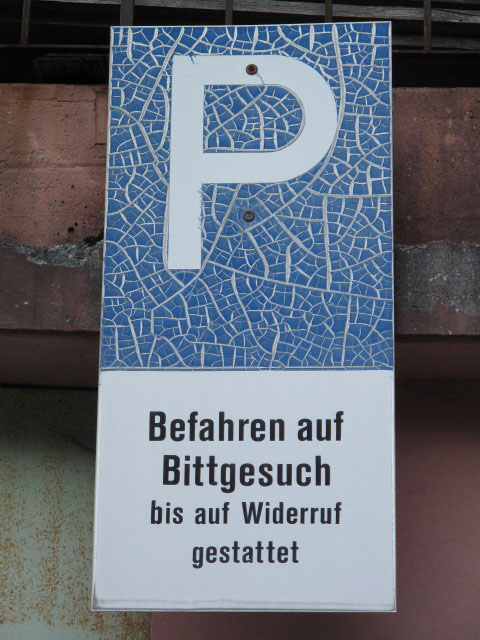 P
Befahren auf
Bittgesuch
bis auf Widerruf
gestattet